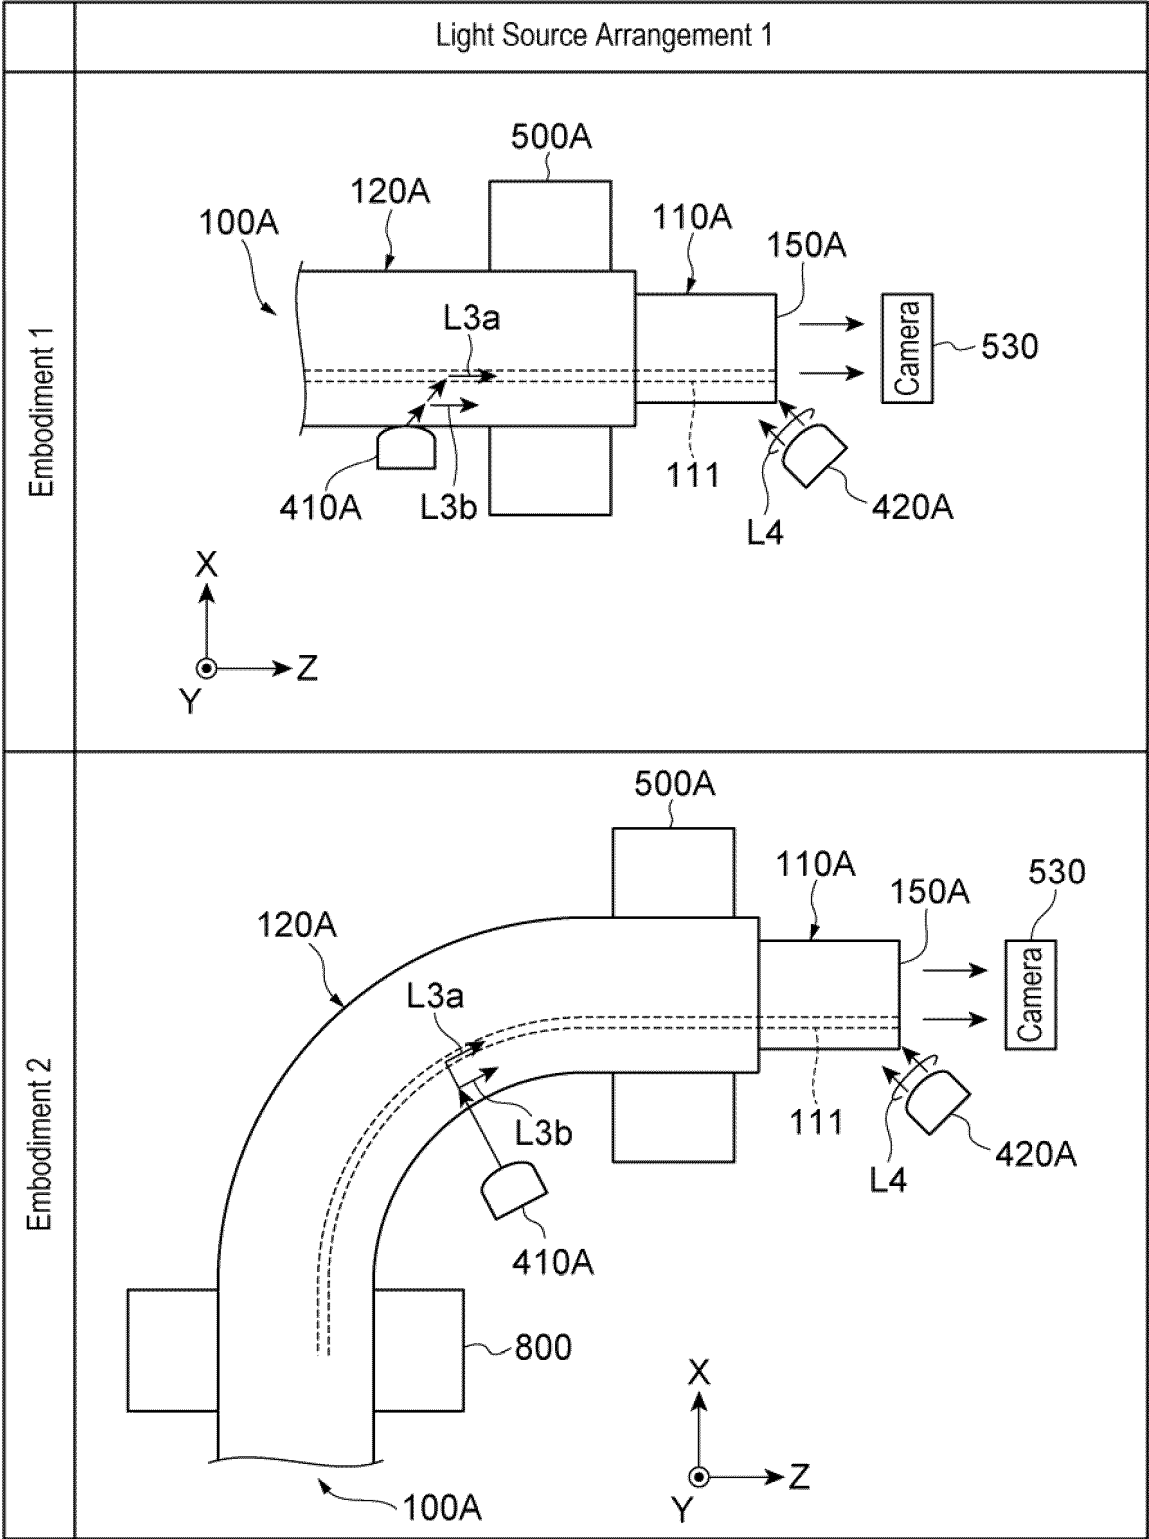 Light Source Arrangement 1
Embodiment 1
500A
120A
110A
100A
150A
L3a
Camera
530
111
410A
L3b
420A
L4
X
Z
Y
Embodiment 2
500A
110A
530
150A
120A
L3a
Camera
L3b
111
420A
L4
410A
800
X
Z
Y
100A